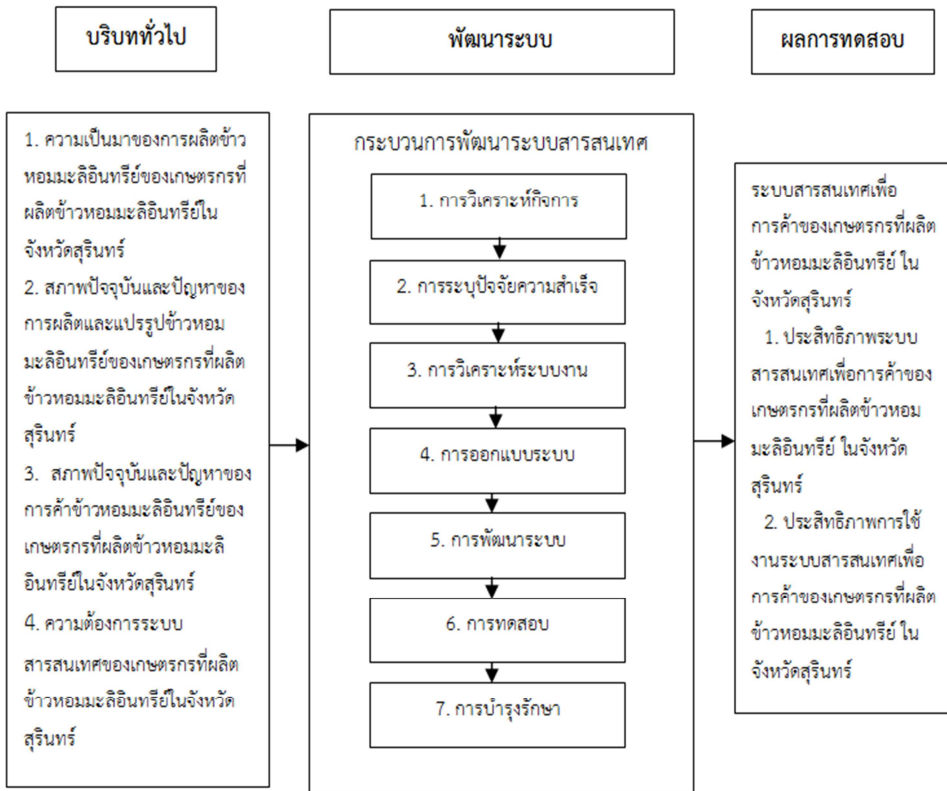 บริบททั่วไป
พัฒนาระบบ
ผลการทดสอบ
1. ความเป็นมาของการผลิตข้าว
หอมมะลิอินทรีย์ของเกษตรกรที่
ผลิตข้าวหอมมะลิอินทรีย์ใน
จังหวัดสุรินทร์
2. สภาพปัจจุบันและปัญหาของ
การผลิตและแปรรูปข้าวหอม
มะลิอินทรีย์ของเกษตรกรที่ผลิต
ข้าวหอมมะลิอินทรีย์ในจังหวัด
สุรินทร์
3. สภาพปัจจุบันและปัญหาของ
การค้าข้าวหอมมะลิอินทรีย์ของ
เกษตรกรที่ผลิตข้าวหอมมะลิ
อินทรีย์ในจังหวัดสุรินทร์
4. ความต้องการระบบ
สารสนเทศของเกษตรกรที่ผลิต
ข้าวหอมมะลิอินทรีย์ในจังหวัด
สุรินทร์
กระบวนการพัฒนาระบบสารสนเทศ
1. การวิเคราะห์กิจการ
2. การระบุปัจจัยความสำเร็จ
3. การวิเคราะห์ระบบงาน
4. การออกแบบระบบ
5. การพัฒนาระบบ
6. การทดสอบ
7. การบำรุงรักษา
ระบบสารสนเทศเพื่อ
การค้าของเกษตรกรที่ผลิต
ข้าวหอมมะลิอินทรีย์ ใน
จังหวัดสุรินทร์
1. ประสิทธิภาพระบบ
สารสนเทศเพื่อการค้าของ
เกษตรกรที่ผลิตข้าวหอม
มะลิอินทรีย์ ในจังหวัด
สุรินทร์
2. ประสิทธิภาพการใช้
งานระบบสารสนเทศเพื่อ
การค้าของเกษตรกรที่ผลิต
ข้าวหอมมะลิอินทรีย์ ใน
จังหวัดสุรินทร์